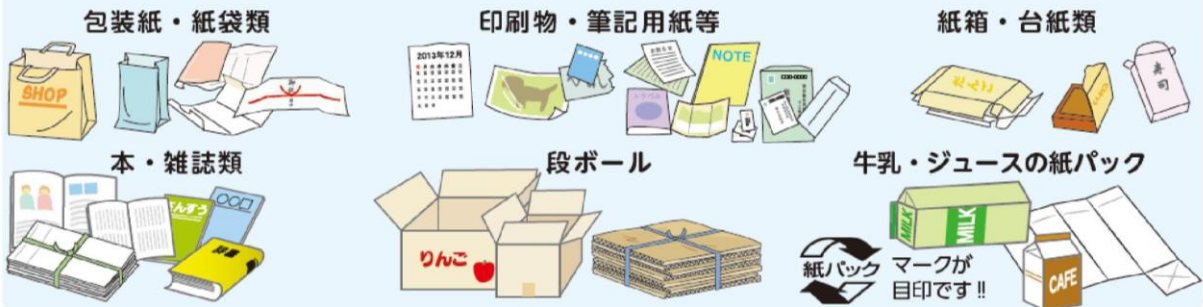 包装紙・紙袋類
SHOP
印刷物・筆記用紙等
2013年12月
NOTE
紙箱・台紙類
寿司
本・雑誌類
さんすう
段ボール
りんご
牛乳・ジュースの紙パック
MILK
MILK
CAFE
紙パック
マークが
目印です!!